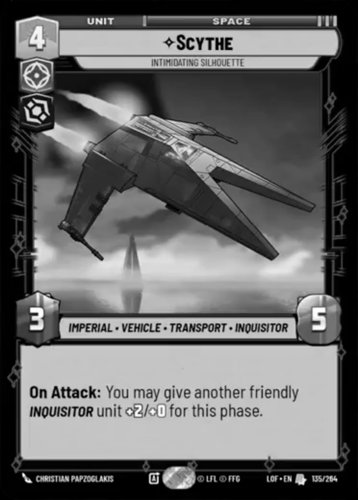 UNIT
SPACE
4
SCYTHE
INTIMIDATING SILHOUETTE
3
IMPERIAL • VEHICLE • TRANSPORT • INQUISITOR
5
On Attack: You may give another friendly
INQUISITOR unit +2/+0 for this phase.
CHRISTIAN PAPZOGLAKIS
© LFL © FFG
LOF • EN
135/264